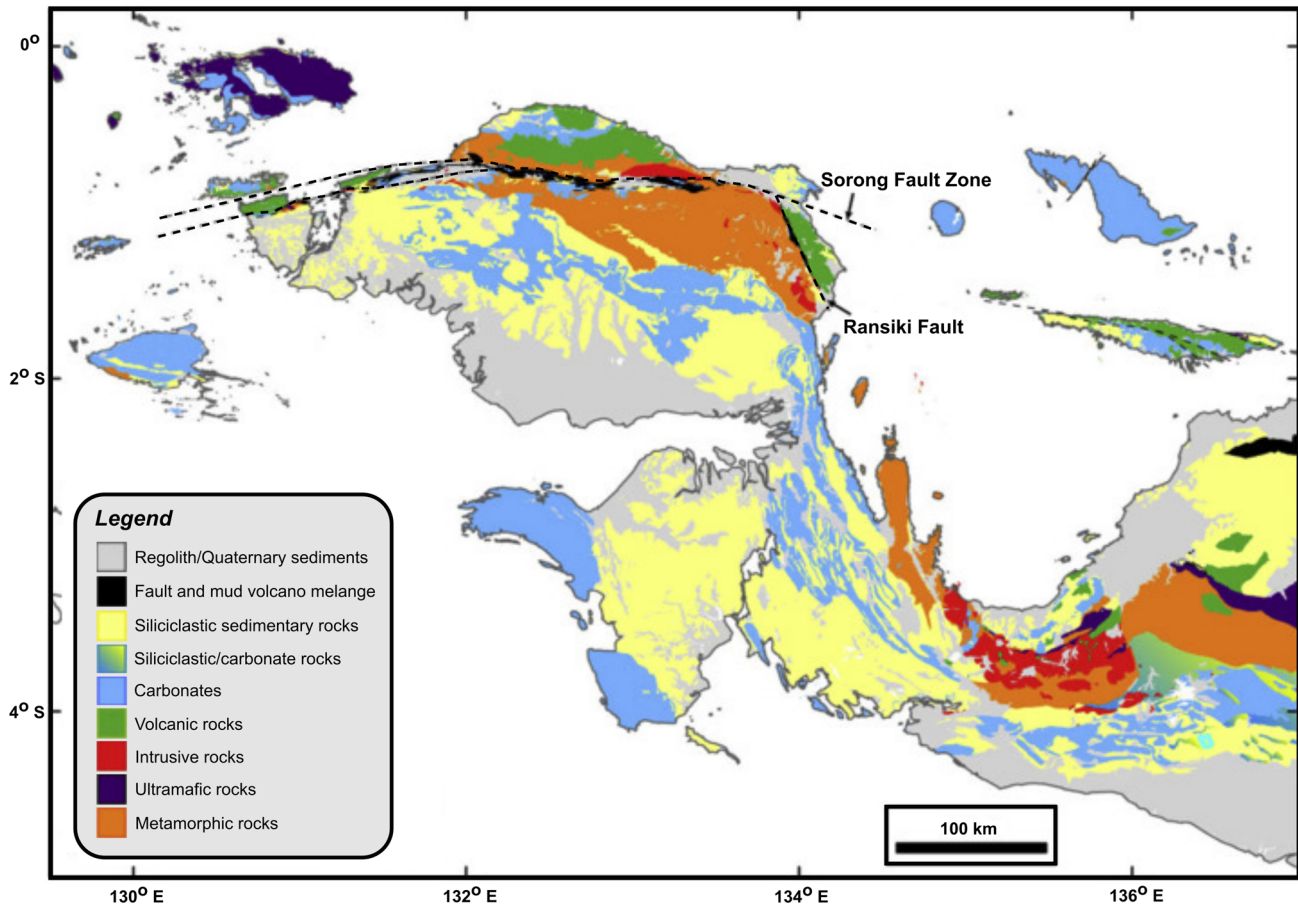 0° 
Sorong Fault Zone
Ransiki Fault
2° S
Legend
Regolith/Quaternary sediments
Fault and mud volcano melange
Siliciclastic sedimentary rocks
Siliciclastic/carbonate rocks
Carbonates
Volcanic rocks
Intrusive rocks
Ultramafic rocks
Metamorphic rocks
4° S
100 km
130° E
132° E
134° E
136° E